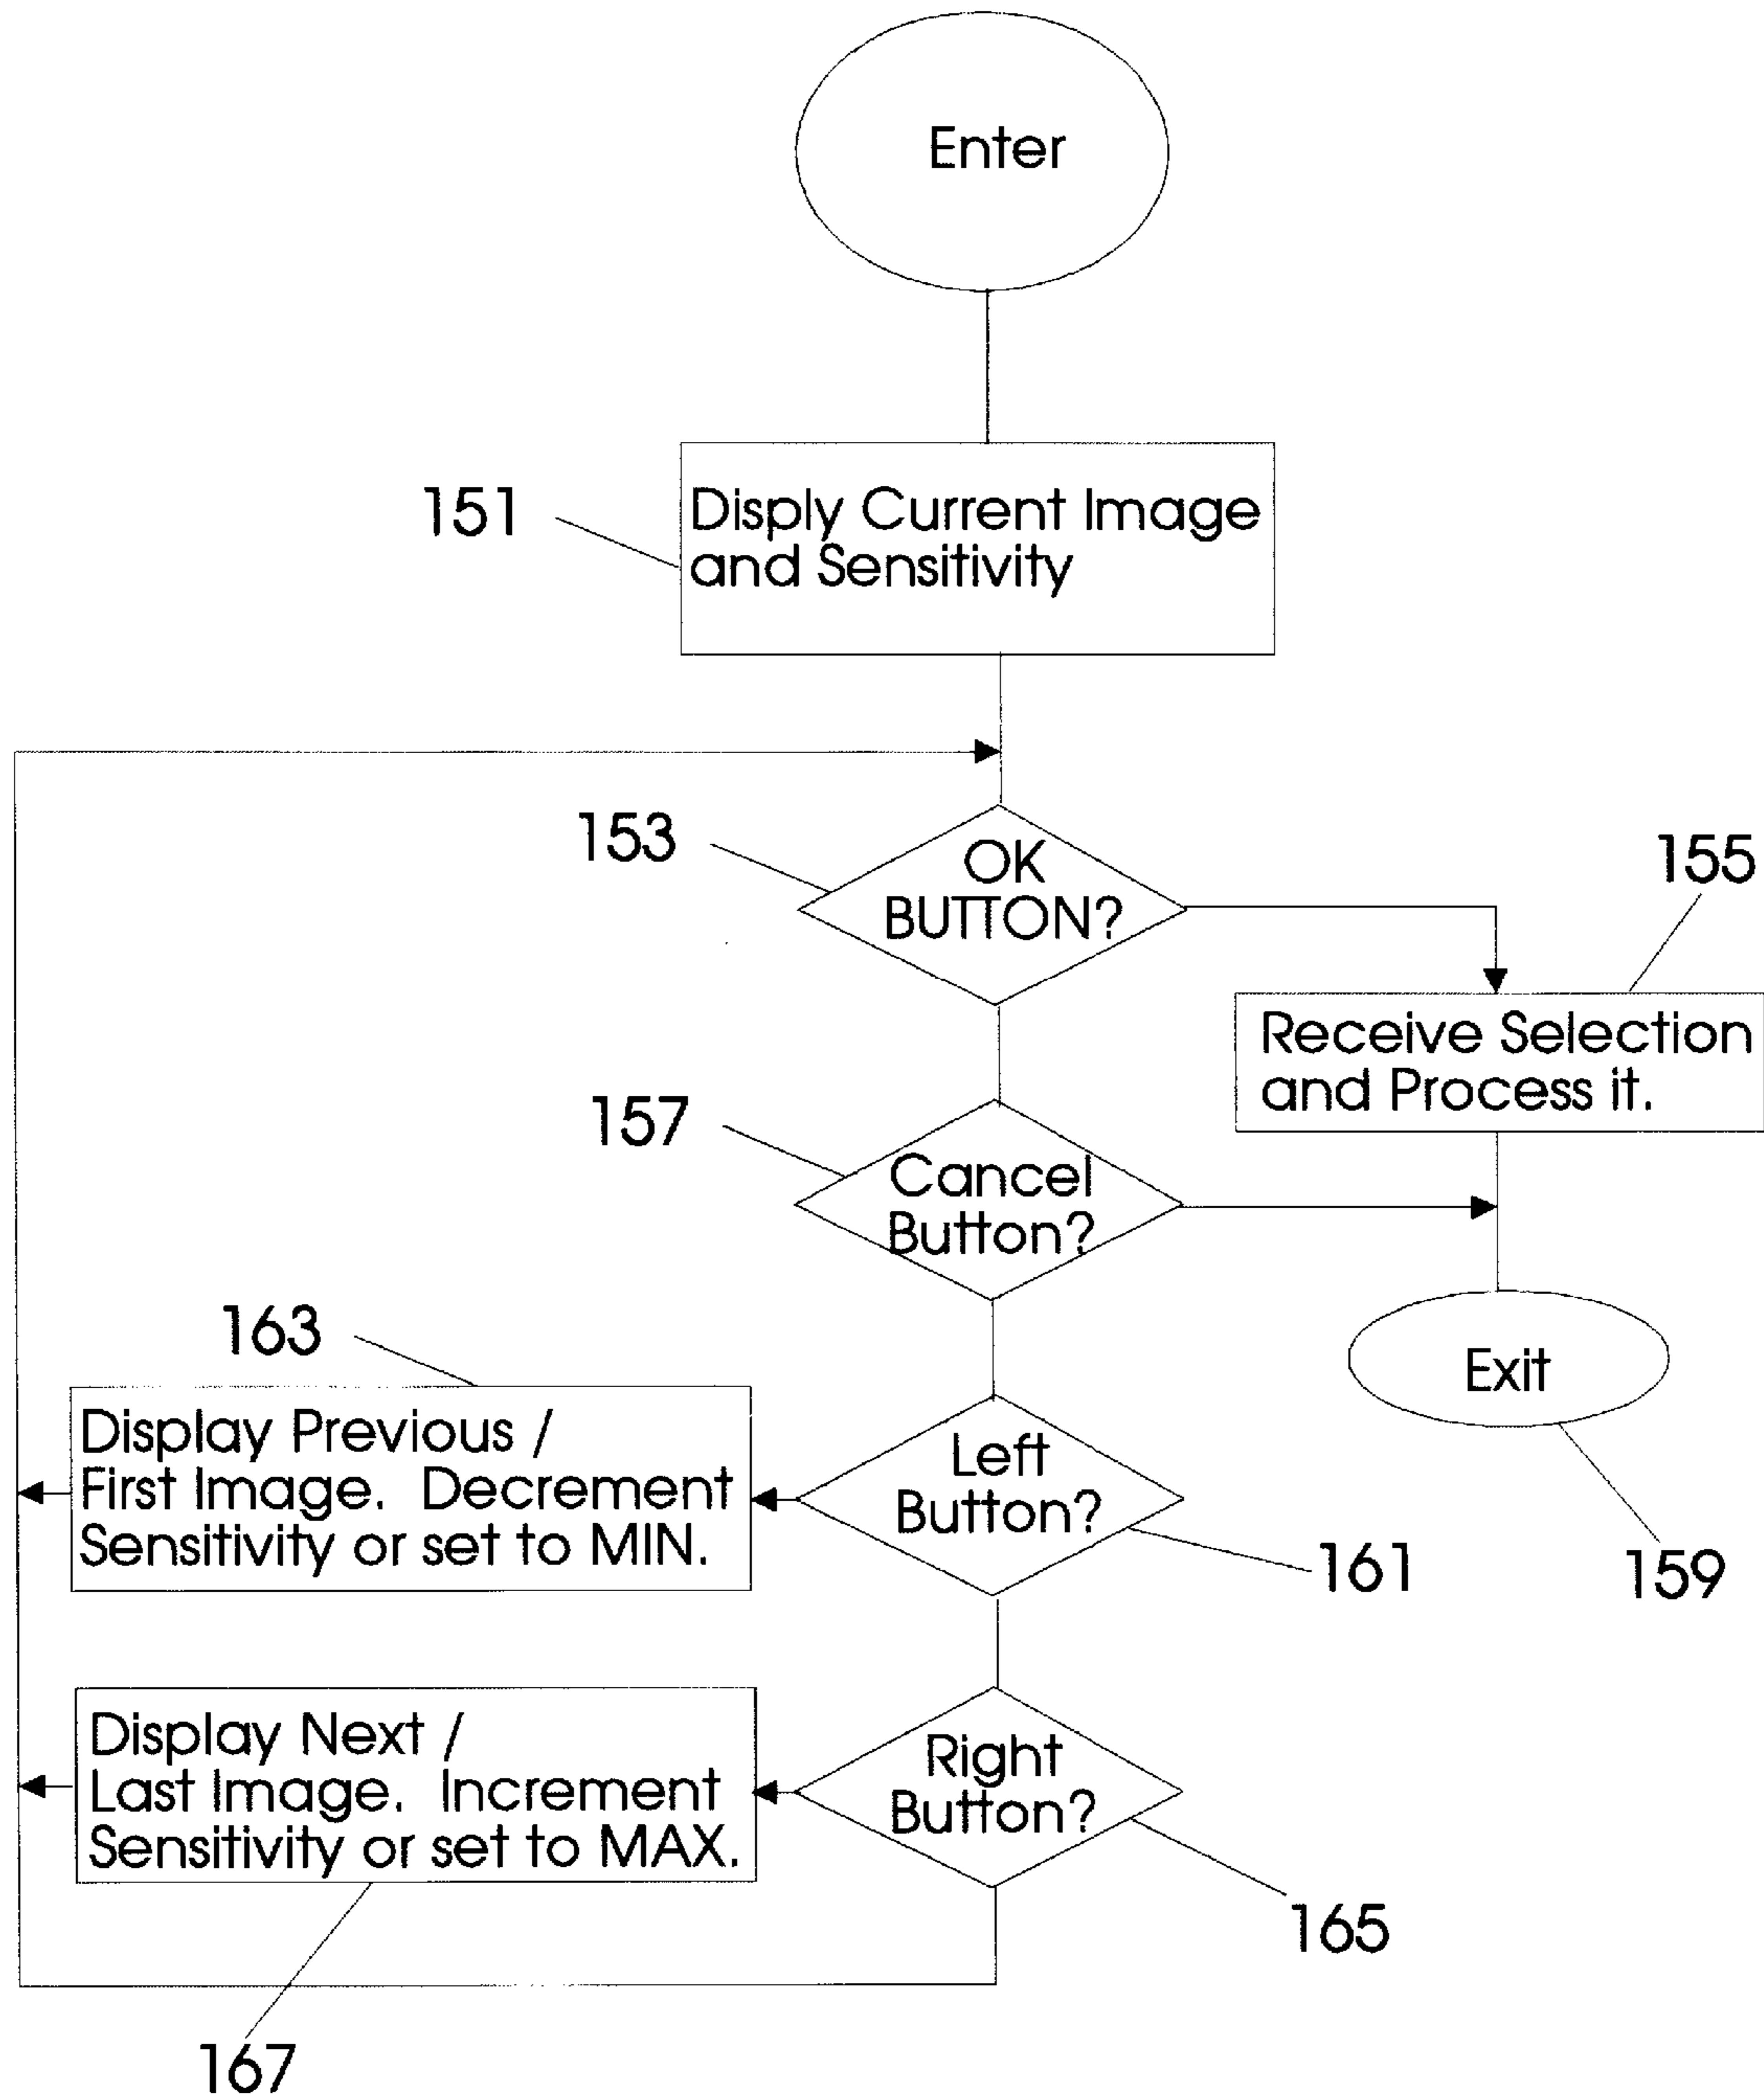 Enter
151
Disply Current Image
and Sensitivity
153
OK
BUTTON?
155
Receive Selection
and Process it.
157
Cancel
Button?
163
Display Previous /
First Image. Decrement
Sensitivity or set to MIN.
Left
Button?
Exit
161
159
Display Next /
Last Image. Increment
Sensitivity or set to MAX.
Right
Button?
165
167